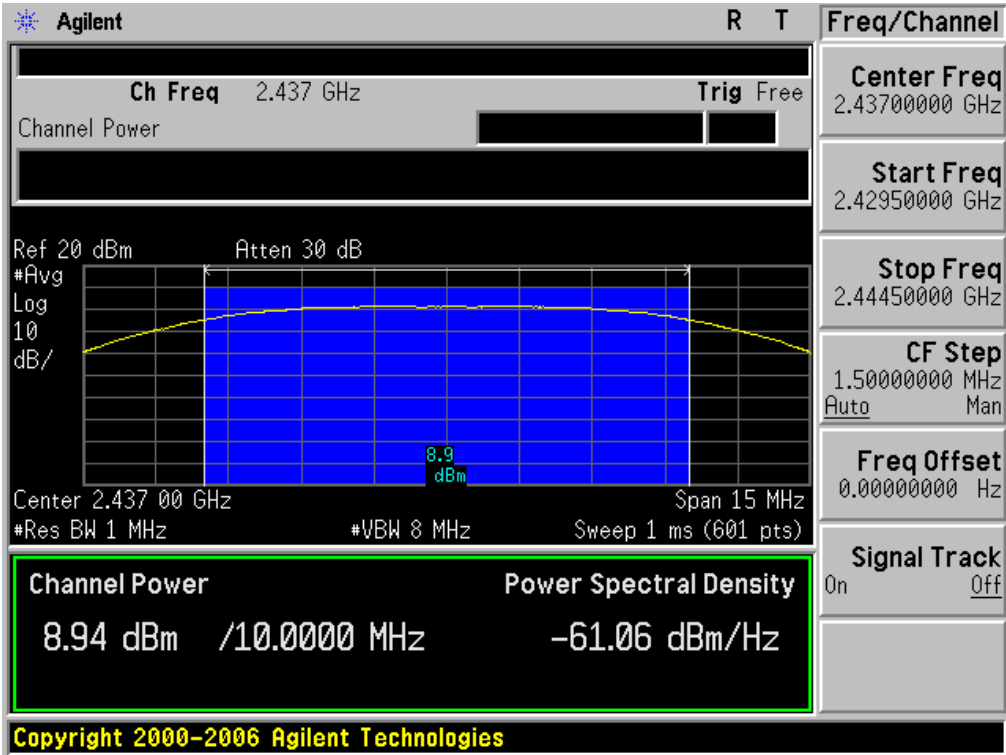 Agilent R T Freq/Channel
Ch Freq 2.437 GHz Trig Free
Channel Power
Center Freq
2.43700000 GHz
Start Freq
2.42950000 GHz
Stop Freq
2.44450000 GHz
CF Step
1.50000000 MHz
Auto Man
Freq Offset
0.00000000 Hz
Signal Track
On Off
Ref 20 dBm Atten 30 dB
#Avg
Log
10
dB/
8.9
dBm
Center 2.437 00 GHz Span 15 MHz
#Res BW 1 MHz #VBW 8 MHz Sweep 1 ms (601 pts)
Channel Power Power Spectral Density
8.94 dBm /10.0000 MHz -61.06 dBm/Hz
Copyright 2000-2006 Agilent Technologies